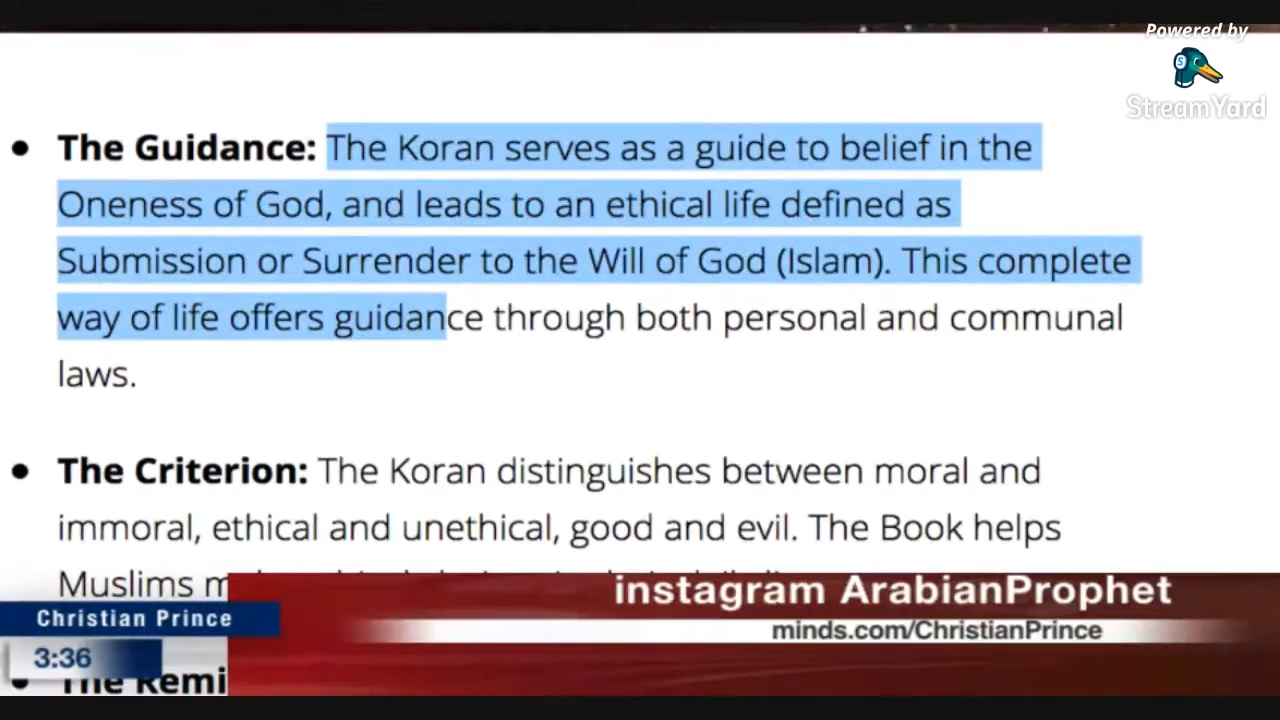 Powered by
StreamYard
The Guidance: The Koran serves as a guide to belief in the
Oneness of God, and leads to an ethical life defined as
Submission or Surrender to the Will of God (Islam). This complete
way of life offers guidance through both personal and communal
laws.
The Criterion: The Koran distinguishes between moral and
immoral, ethical and unethical, good and evil. The Book helps
Muslims
instagram ArabianProphet
Christian Prince
minds.com/ChristianPrince
3:36
The Remi